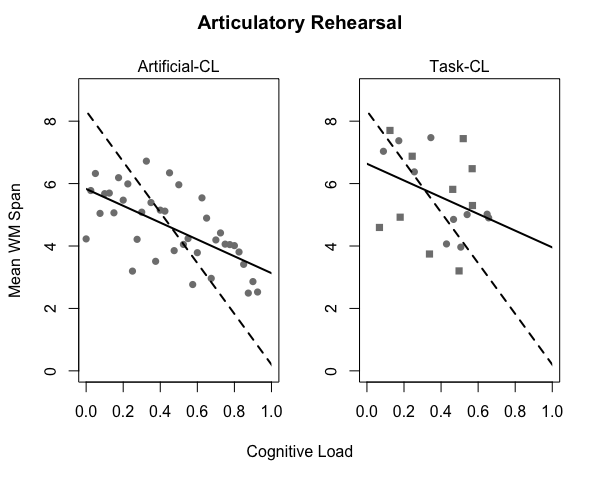 Articulatory Rehearsal
Artificial-CL
Task-CL
Mean WM Span
8
6
4
2
0
0.0 0.2 0.4 0.6 0.8 1.0
8
6
4
2
0
0.0 0.2 0.4 0.6 0.8 1.0
Cognitive Load